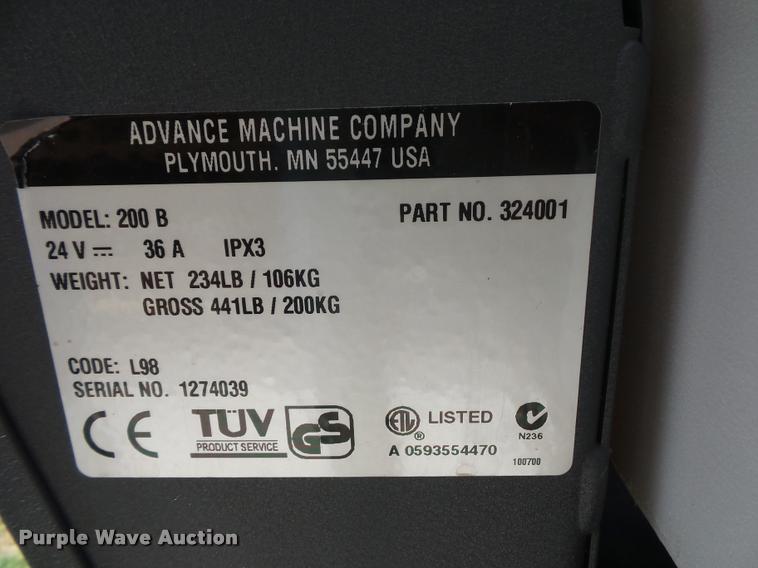 ADVANCE MACHINE COMPANY
PLYMOUTH. MN 55447 USA
MODEL: 200 B PART NO. 324001
24 V 36 A IPX3
WEIGHT: NET 234LB / 106KG
GROSS 441LB / 200KG
CODE: L98
SERIAL NO. 1274039
CE TÜV PRODUCT SERVICE GS ETL ® LISTED N236
A 0593554470 100700
Purple Wave Auction